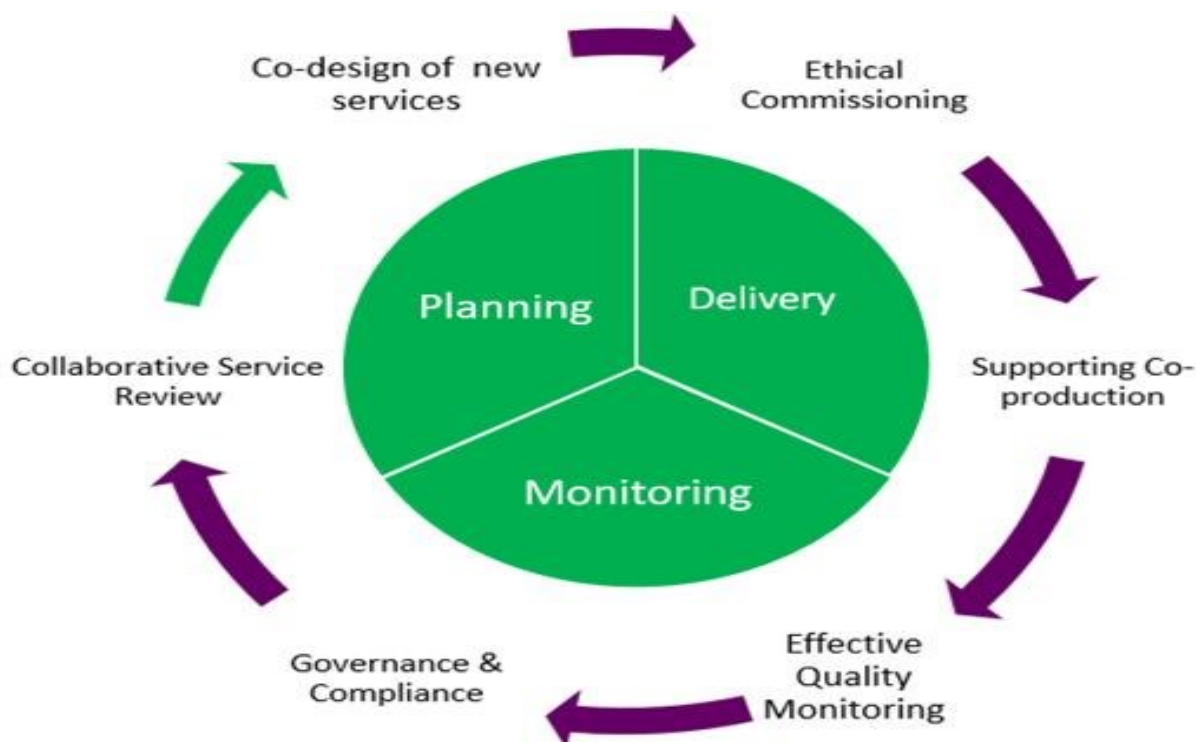 Co-design of new
services
Ethical
Commissioning
Planning
Delivery
Collaborative Service
Review
Supporting Co-
production
Monitoring
Governance &
Compliance
Effective
Quality
Monitoring